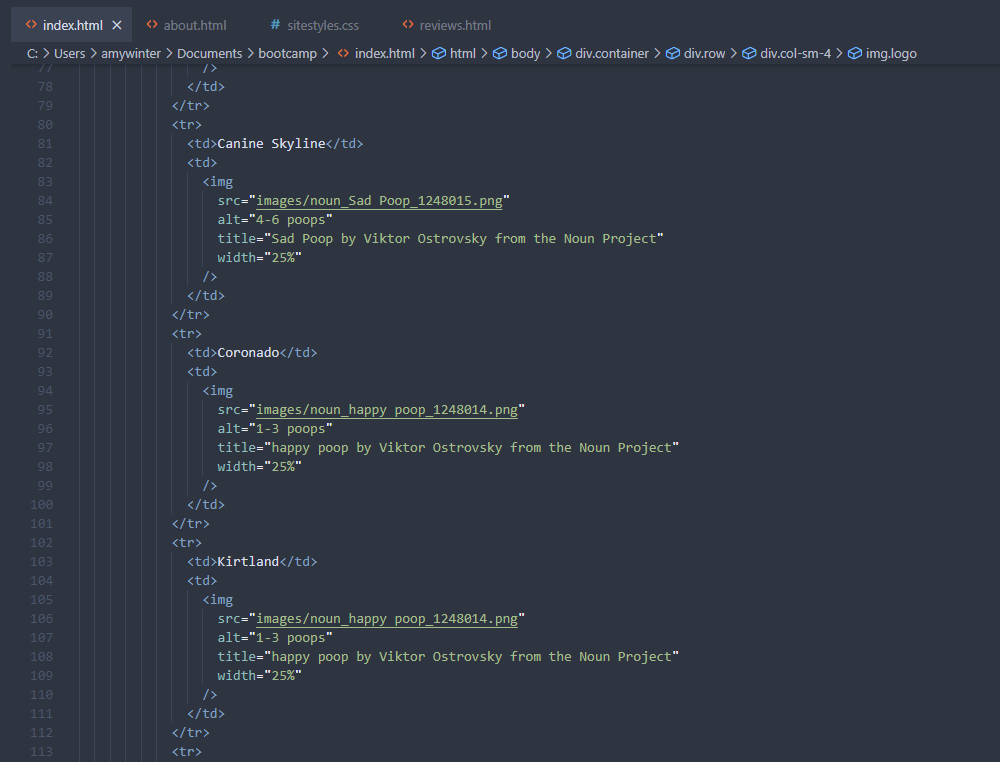 index.html about.html # sitestyles.css reviews.html
C: > Users > amywinter > Documents > bootcamp > index.html > html > body > div.container > div.row > div.col-sm-4 > img.logo
77 />
78 </td>
79 </tr>
80 <tr>
81 <td>Canine Skyline</td>
82 <td>
83 <img
84 src="images/noun_Sad Poop_1248015.png"
85 alt="4-6 poops"
86 title="Sad Poop by Viktor Ostrovsky from the Noun Project"
87 width="25%"
88 />
89 </td>
90 </tr>
91 <tr>
92 <td>Coronado</td>
93 <td>
94 <img
95 src="images/noun_happy poop_1248014.png"
96 alt="1-3 poops"
97 title="happy poop by Viktor Ostrovsky from the Noun Project"
98 width="25%"
99 />
100 </td>
101 </tr>
102 <tr>
103 <td>Kirtland</td>
104 <td>
105 <img
106 src="images/noun_happy poop_1248014.png"
107 alt="1-3 poops"
108 title="happy poop by Viktor Ostrovsky from the Noun Project"
109 width="25%"
110 />
111 </td>
112 </tr>
113 <tr>